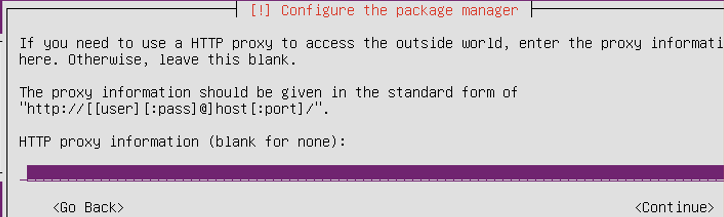 [!] Configure the package manager
If you need to use a HTTP proxy to access the outside world, enter the proxy informati
here. Otherwise, leave this blank.
The proxy information should be given in the standard form of
"http://[[user][:pass]@]host[:port]/".
HTTP proxy information (blank for none):
<Go Back> <Continue>